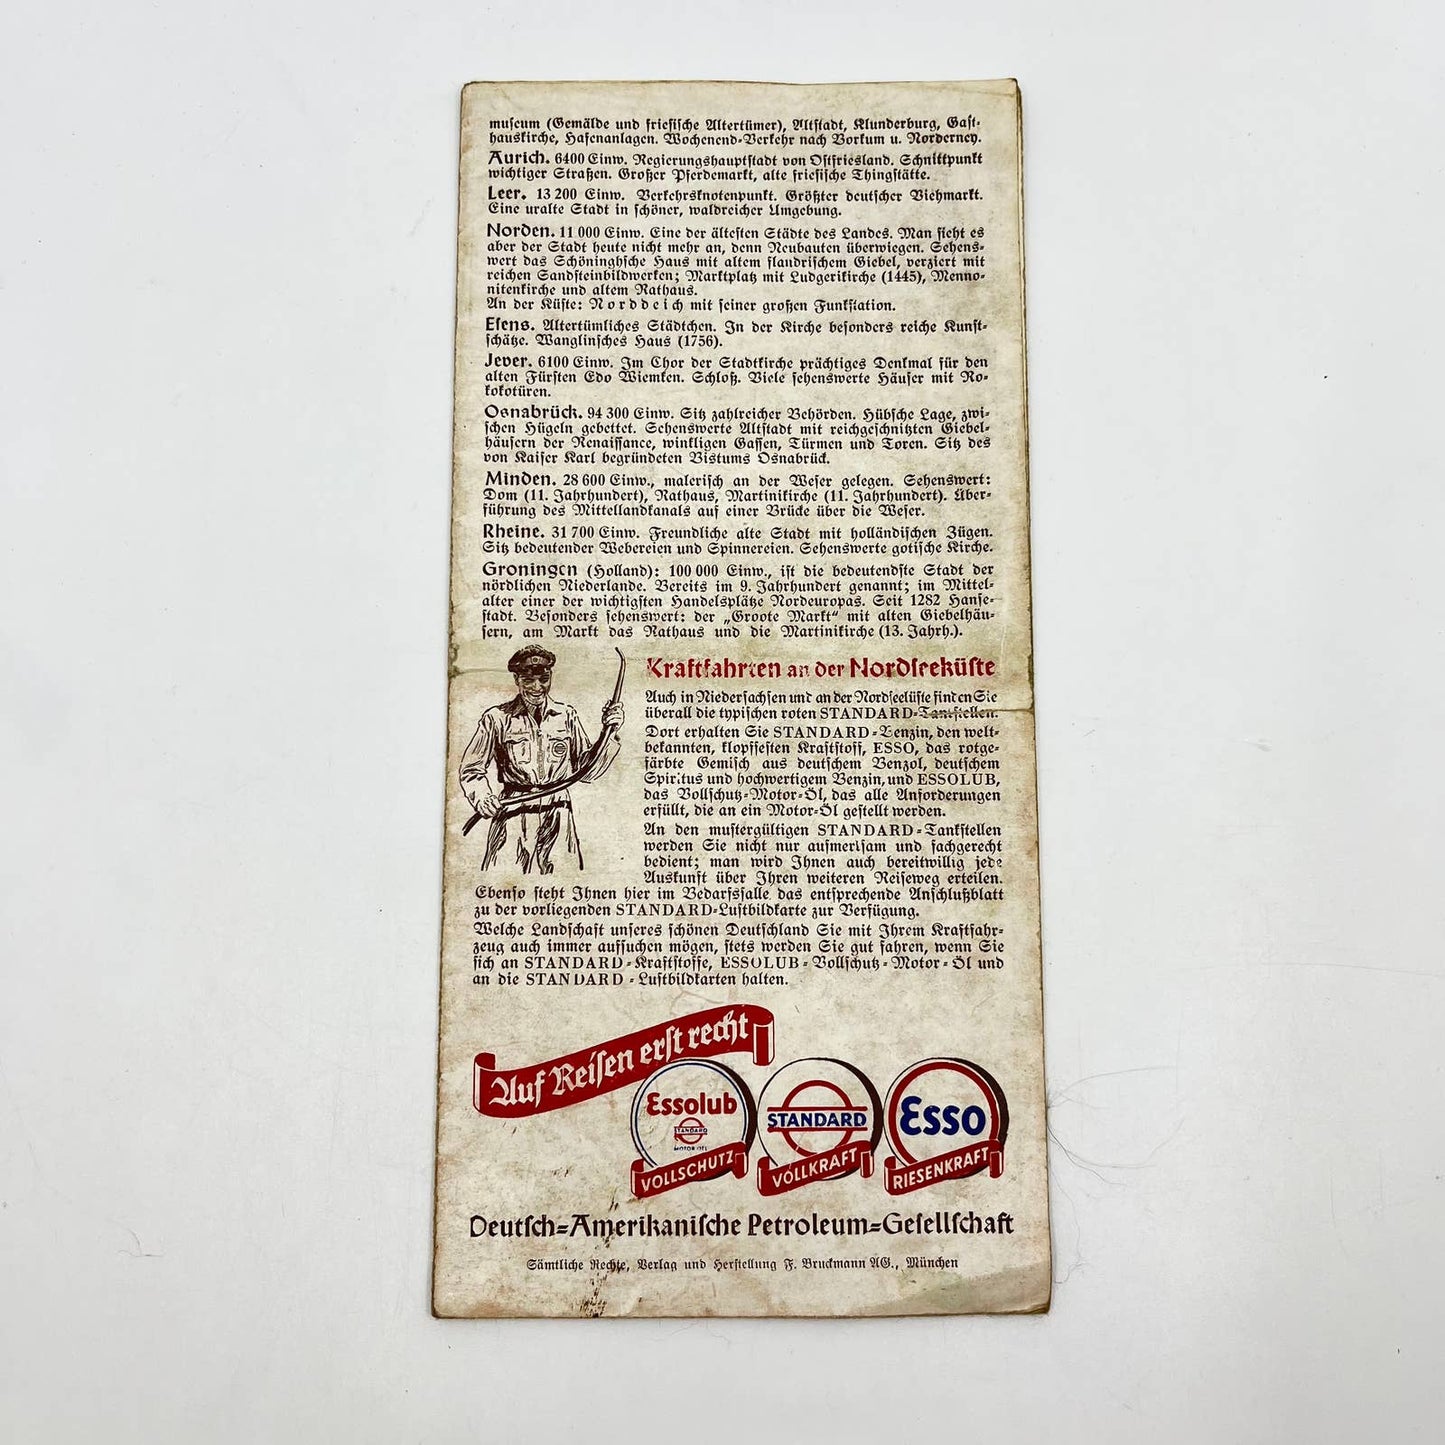 museum (Gemälde und friesische Altertümer), Altstadt, Klunderburg, Gast-
hauskirche, Hafenanlagen. Wochenend-Verkehr nach Borkum u. Norderney.
Aurich. 6400 Einw. Regierungshauptstadt von Ostfriesland. Schnittpunkt
wichtiger Straßen. Großer Pferdemarkt, alte friesische Thingstätte.
Leer. 13 200 Einw. Verkehrsknotenpunkt. Größter deutscher Viehmarkt.
Eine uralte Stadt in schöner, waldreicher Umgebung.
Norden. 11 000 Einw. Eine der ältesten Städte des Landes. Man sieht es
aber der Stadt heute nicht mehr an, denn Neubauten überwiegen. Sehens-
wert das Schöninghsche Haus mit altem flandrischem Giebel, verziert mit
reichen Sandsteinbildwerken; Marktplatz mit Ludgerikirche (1445), Menno-
nitenkirche und altem Rathaus.
An der Küste: Norddeich mit seiner großen Funkstation.
Esens. Altertümliches Städtchen. In der Kirche besonders reiche Kunst-
schätze. Wanglinsches Haus (1756).
Jever. 6100 Einw. Im Chor der Stadtkirche prächtiges Denkmal für den
alten Fürsten Edo Wiemken. Schloß. Viele sehenswerte Häuser mit Ro-
kokotüren.
Osnabrück. 94 300 Einw. Sitz zahlreicher Behörden. Hübsche Lage, zwi-
schen Hügeln gebettet. Sehenswerte Altstadt mit reichgeschnitzten Giebel-
häusern der Renaissance, winkligen Gassen, Türmen und Toren. Sitz des
von Kaiser Karl begründeten Bistums Osnabrück.
Minden. 28 600 Einw., malerisch an der Weser gelegen. Sehenswert:
Dom (11. Jahrhundert), Rathaus, Martinikirche (11. Jahrhundert). Über-
führung des Mittellandkanals auf einer Brücke über die Weser.
Rheine. 31 700 Einw. Freundliche alte Stadt mit holländischen Zügen.
Sitz bedeutender Webereien und Spinnereien. Sehenswerte gotische Kirche.
Groningen (Holland): 100 000 Einw., ist die bedeutendste Stadt der
nördlichen Niederlande. Bereits im 9. Jahrhundert genannt; im Mittel-
alter einer der wichtigsten Handelsplätze Nordeuropas. Seit 1282 Hanse-
stadt. Besonders sehenswert: der „Groote Markt“ mit alten Giebelhäu-
sern, am Markt das Rathaus und die Martinikirche (13. Jahrh.).
Kraftfahrten an der Nordseeküste
Auch in Niedersachsen und an der Nordseeküste finden Sie
überall die typischen roten STANDARD-Tankstellen.
Dort erhalten Sie STANDARD-Benzin, den welt-
bekannten, klopffesten Kraftstoff, ESSO, das rotge-
färbte Gemisch aus deutschem Benzol, deutschem
Spiritus und hochwertigem Benzin, und ESSOLUB,
das Vollschutz-Motor-Öl, das alle Anforderungen
erfüllt, die an ein Motor-Öl gestellt werden.
An den mustergültigen STANDARD-Tankstellen
werden Sie nicht nur aufmerksam und fachgerecht
bedient; man wird Ihnen auch bereitwillig jede
Auskunft über Ihren weiteren Reiseweg erteilen.
Ebenso steht Ihnen hier im Bedarfsfalle das entsprechende Anschlußblatt
zu der vorliegenden STANDARD-Luftbildkarte zur Verfügung.
Welche Landschaft unseres schönen Deutschland Sie mit Ihrem Kraftfahr-
zeug auch immer aufsuchen mögen, stets werden Sie gut fahren, wenn Sie
sich an STANDARD-Kraftstoffe, ESSOLUB-Vollschutz-Motor-Öl und
an die STANDARD-Luftbildkarten halten.
Auf Reisen erst recht
Essolub
STANDARD
MOTOR OEL
VOLLSCHUTZ
STANDARD
VOLLKRAFT
Esso
RIESENKRAFT
Deutsch-Amerikanische Petroleum-Gesellschaft
Sämtliche Rechte, Verlag und Herstellung F. Bruckmann AG., München